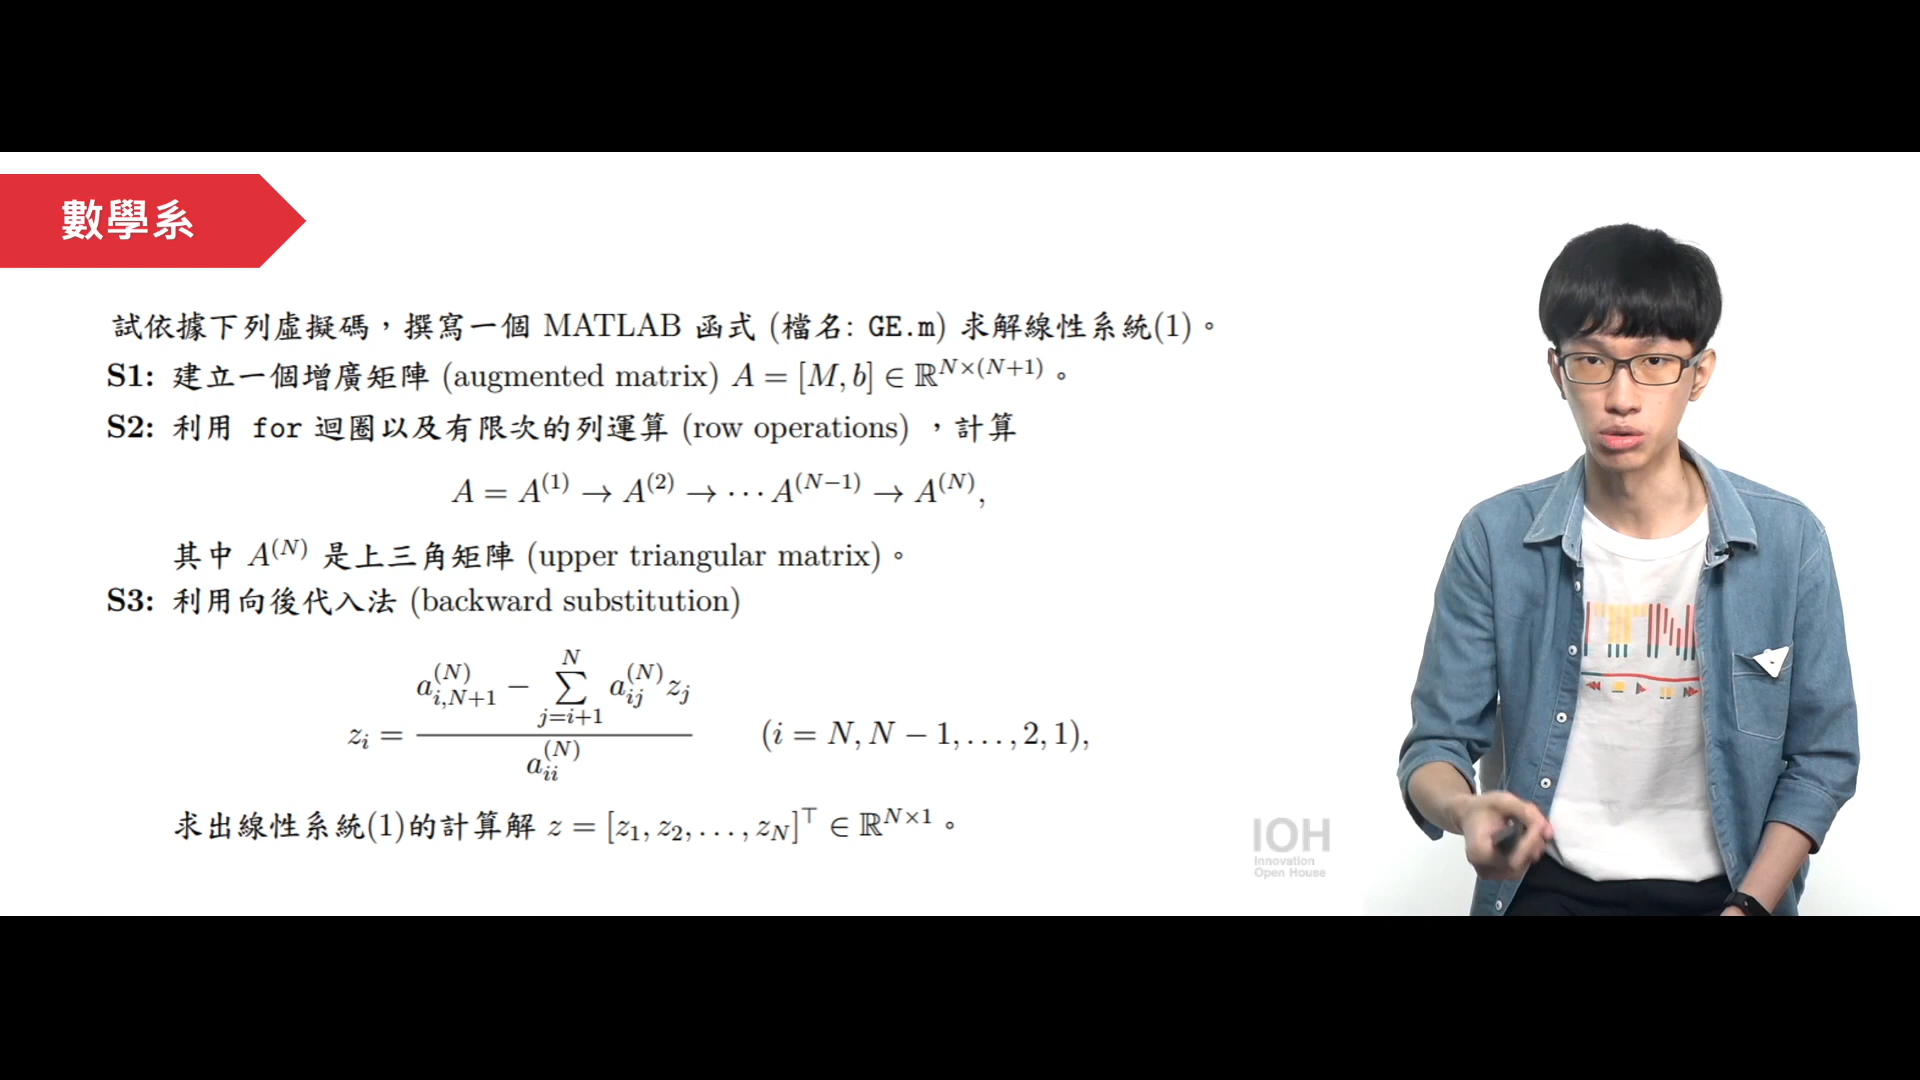 數學系
試依據下列虛擬碼,撰寫一個 MATLAB 函式 (檔名: GE.m) 求解線性系統(1)。
S1: 建立一個增廣矩陣 (augmented matrix) A = [M, b] ∈ ℝ^{N×(N+1)}。
S2: 利用 for 迴圈以及有限次的列運算 (row operations) ,計算
A = A^{(1)} → A^{(2)} → ⋯ A^{(N−1)} → A^{(N)},
其中 A^{(N)} 是上三角矩陣 (upper triangular matrix)。
S3: 利用向後代入法 (backward substitution)
z_i = \frac{a_{i,N+1}^{(N)} − \sum_{j=i+1}^{N} a_{ij}^{(N)} z_j}{a_{ii}^{(N)}} (i = N, N − 1, …, 2, 1),
求出線性系統(1)的計算解 z = [z_1, z_2, …, z_N]^⊤ ∈ ℝ^{N×1}。
IOH
Innovation
Open House